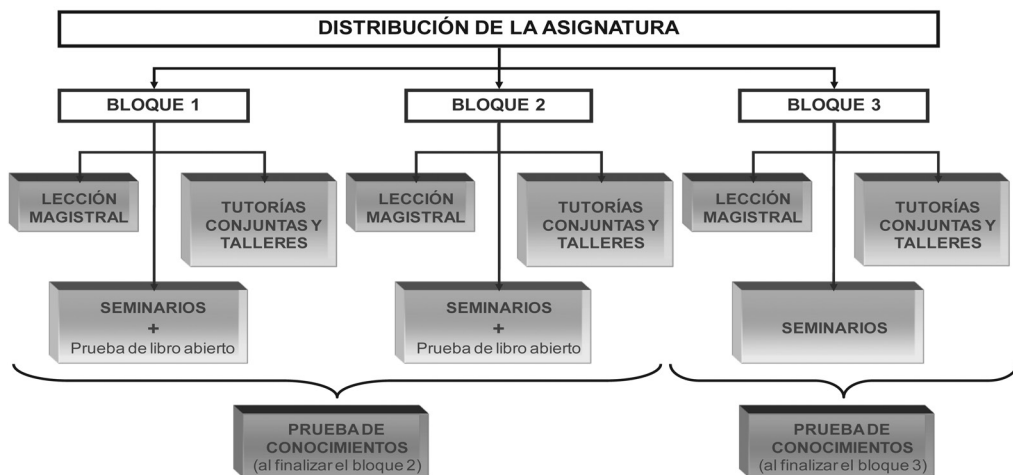 DISTRIBUCIÓN DE LA ASIGNATURA
BLOQUE 1
BLOQUE 2
BLOQUE 3
LECCIÓN
MAGISTRAL
TUTORÍAS
CONJUNTAS Y
TALLERES
LECCIÓN
MAGISTRAL
TUTORÍAS
CONJUNTAS Y
TALLERES
LECCIÓN
MAGISTRAL
TUTORÍAS
CONJUNTAS Y
TALLERES
SEMINARIOS
+
Prueba de libro abierto
SEMINARIOS
+
Prueba de libro abierto
SEMINARIOS
PRUEBA DE
CONOCIMIENTOS
(al finalizar el bloque 2)
PRUEBA DE
CONOCIMIENTOS
(al finalizar el bloque 3)